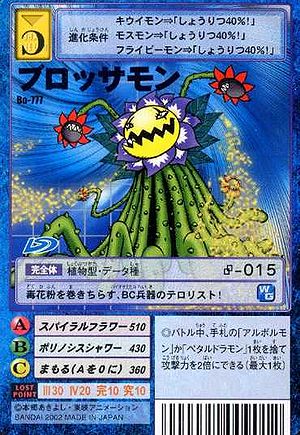 キウイモン⇒「しょうりつ40%!」
進化条件
しん か じょうけん
モスモン⇒「しょうりつ40%!」
フライビーモン⇒「しょうりつ40%!」
ブロッサモン
Bo-777
完全体
植物型・データ種
α-015
毒花粉を巻きちらす、BC兵器のテロリスト!
A スパイラルフラワー 510
B ポリノシスシャワー 430
C まもる(Aを0に) 360
◎バトル中、手札の「アルボルモ
ン」か「ペタルドラモン」1枚を捨て
攻撃力を2倍にできる(最大1枚)
LOST POINT Ⅲ30 Ⅳ20 完10 究10
©本郷あきよし・東映アニメーション
BANDAI 2002 MADE IN JAPAN